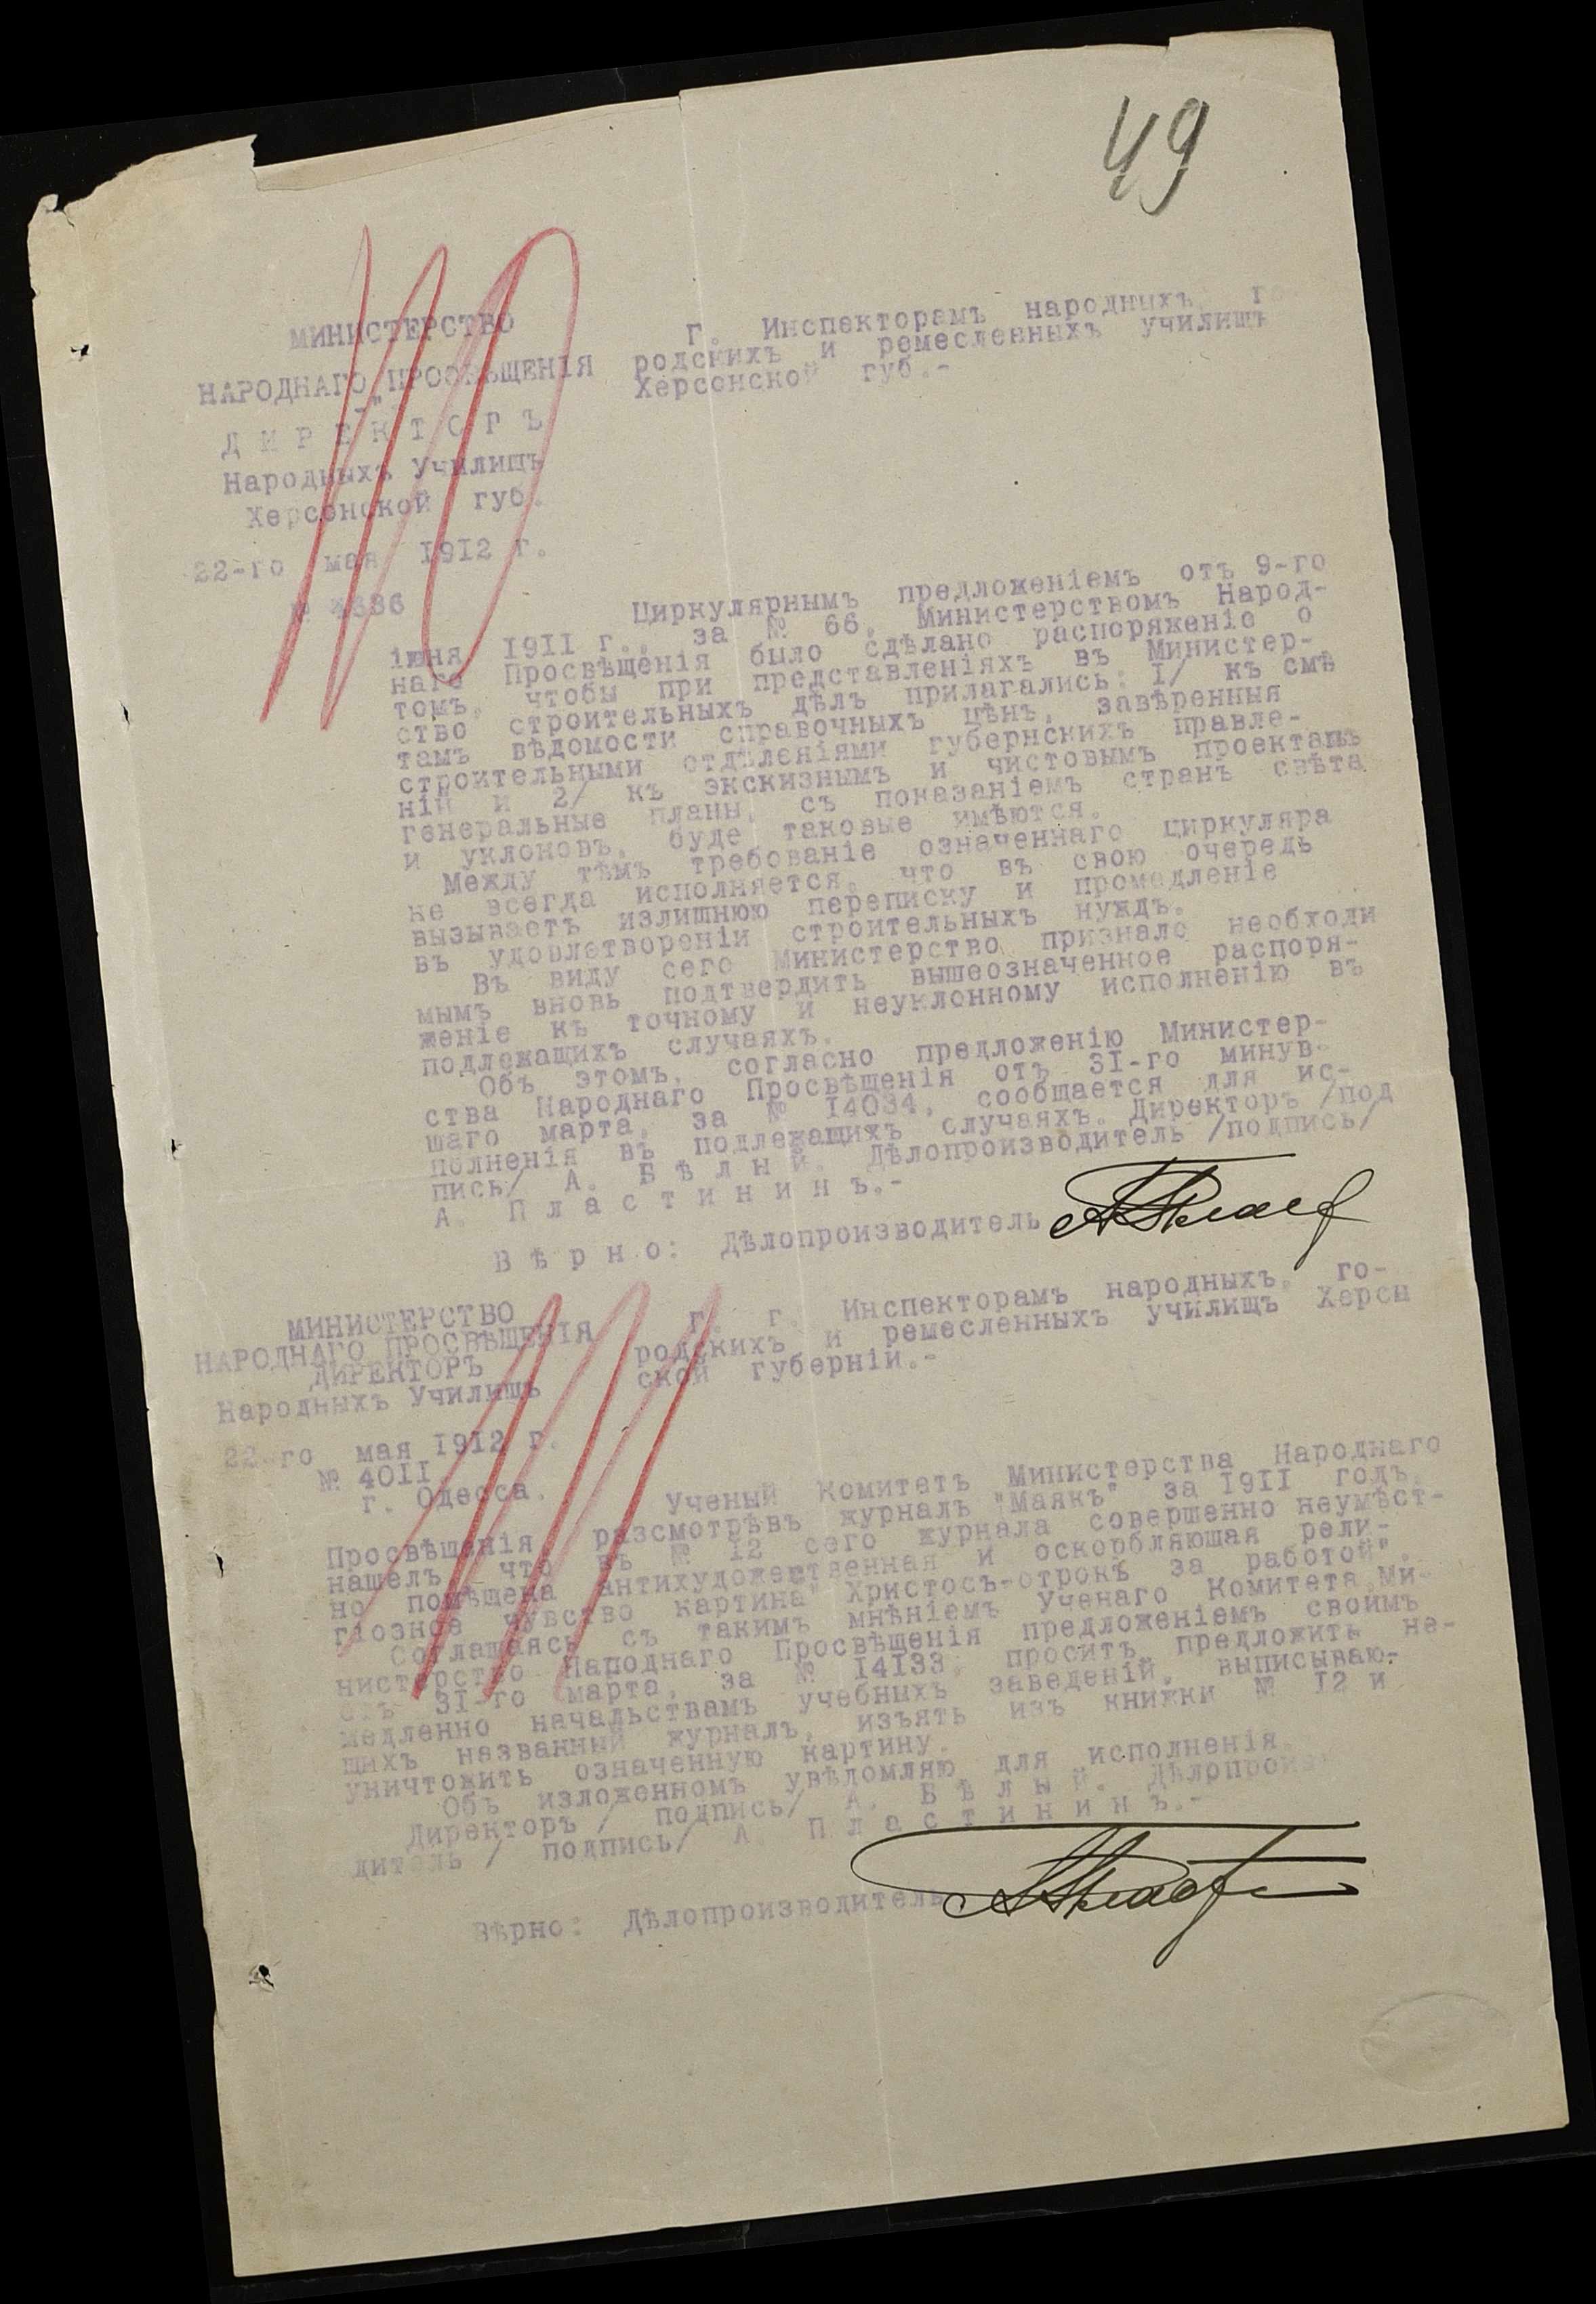 49
МИНИСТЕРСТВО
НАРОДНАГО ПРОСВѢЩЕНІЯ
-"-
ДИРЕКТОРЪ
Народныхъ Училищъ
Херсонской губ.
22-го мая 1912 г.
№
Г. Инспекторамъ народныхъ, г
родскихъ и ремесленныхъ училищъ
Херсонской губ.-
Циркулярнымъ предложеніемъ отъ 9-го
іюня 1911 г., за № 66, Министерствомъ Народ-
наго Просвѣщенія было сдѣлано распоряженіе о
томъ, чтобы при представленіяхъ въ Министер-
ство строительныхъ дѣлъ прилагались: I/ къ смѣ
тамъ вѣдомости справочныхъ цѣнъ, завѣренныя
строительными отдѣленіями губернскихъ правле-
ній и 2/ къ экскизнымъ и чистовымъ проектамъ
генеральные планы, съ показаніемъ странъ свѣта
и уклоновъ, буде таковые имѣются.
Между тѣмъ требованіе означеннаго циркуляра
не всегда исполняется, что въ свою очередь
вызываетъ излишнюю переписку и промедленіе
въ удовлетвореніи строительныхъ нуждъ.
Въ виду сего Министерство признало необходи
мымъ вновь подтвердить вышеозначенное распоря-
женіе къ точному и неуклонному исполненію въ
подлежащихъ случаяхъ.
Объ этомъ, согласно предложенію Министер-
ства Народнаго Просвѣщенія отъ 31-го минув-
шаго марта, за № 14034, сообщается для ис-
полненія въ подлежащихъ случаяхъ. Директоръ /под
пись/ А. Бѣлый. Дѣлопроизводитель /подпись/
А. Пластининъ.-
Вѣрно: Дѣлопроизводитель
МИНИСТЕРСТВО
НАРОДНАГО ПРОСВѢЩЕНІЯ
ДИРЕКТОРЪ
Народныхъ Училищъ
22-го мая 1912 г.
№ 4011
г. Одесса.
г. г. Инспекторамъ народныхъ, го-
родскихъ и ремесленныхъ училищъ Херсн
ской губерніи.-
Ученый Комитетъ Министерства Народнаго
Просвѣщенія, разсмотрѣвъ журналъ "Маякъ" за 1911 годъ,
нашелъ, что въ № 12 сего журнала совершенно неумѣст-
но помѣщена антихудожественная и оскорбляющая рели-
гіозное чувство картина "Христосъ-отрокъ за работой".
Соглашаясь съ такимъ мнѣніемъ Ученаго Комитета, Ми-
нистерство Народнаго Просвѣщенія предложеніемъ своимъ
отъ 31-го марта, за № 14133, проситъ предложить не-
медленно начальствамъ учебныхъ заведеній, выписываю-
щихъ названный журналъ, изъять изъ книжки № 12 и
уничтожить означенную картину.
Объ изложенномъ увѣдомляю для исполненія.
Директоръ / подпись/ А. Бѣлый. Дѣлопроиз
дитель / подпись/ А. Пластининъ.-
Вѣрно: Дѣлопроизводитель